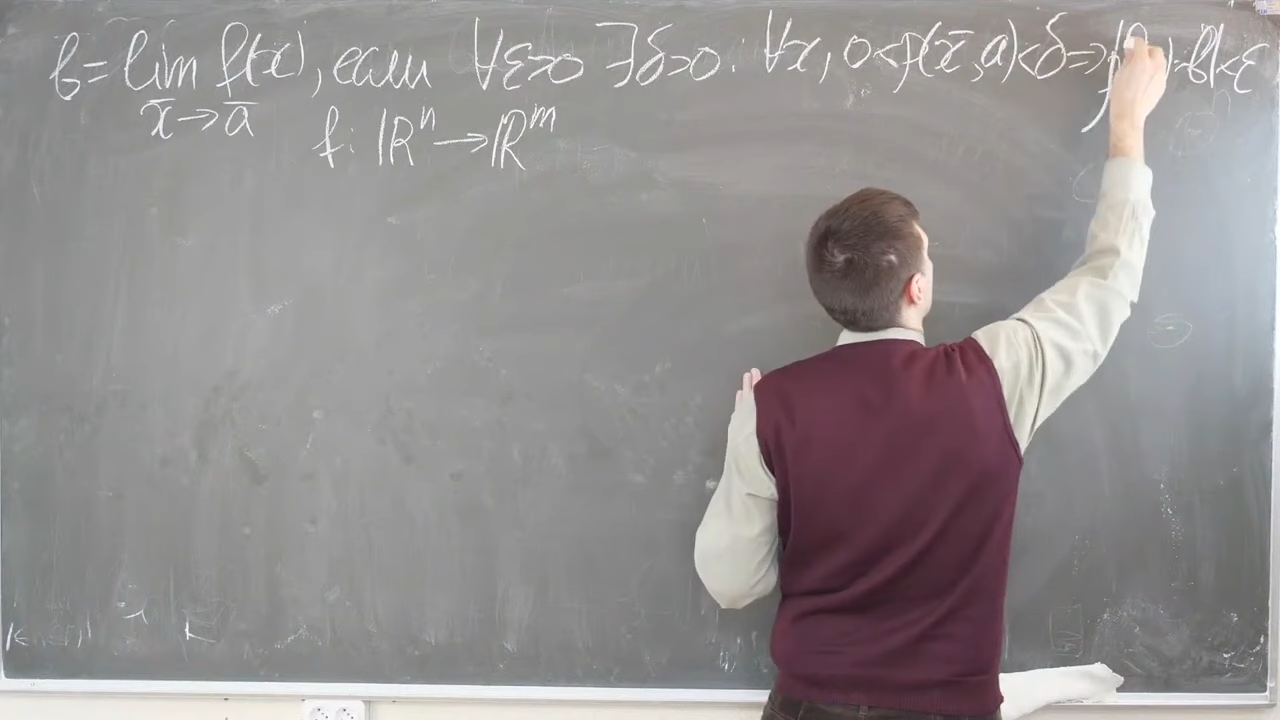 b = lim f(x), если ∀ε>0 ∃δ>0 : ∀x, 0<ρ(x̄,a)<δ =>
x̄→ā
f: ℝⁿ → ℝᵐ